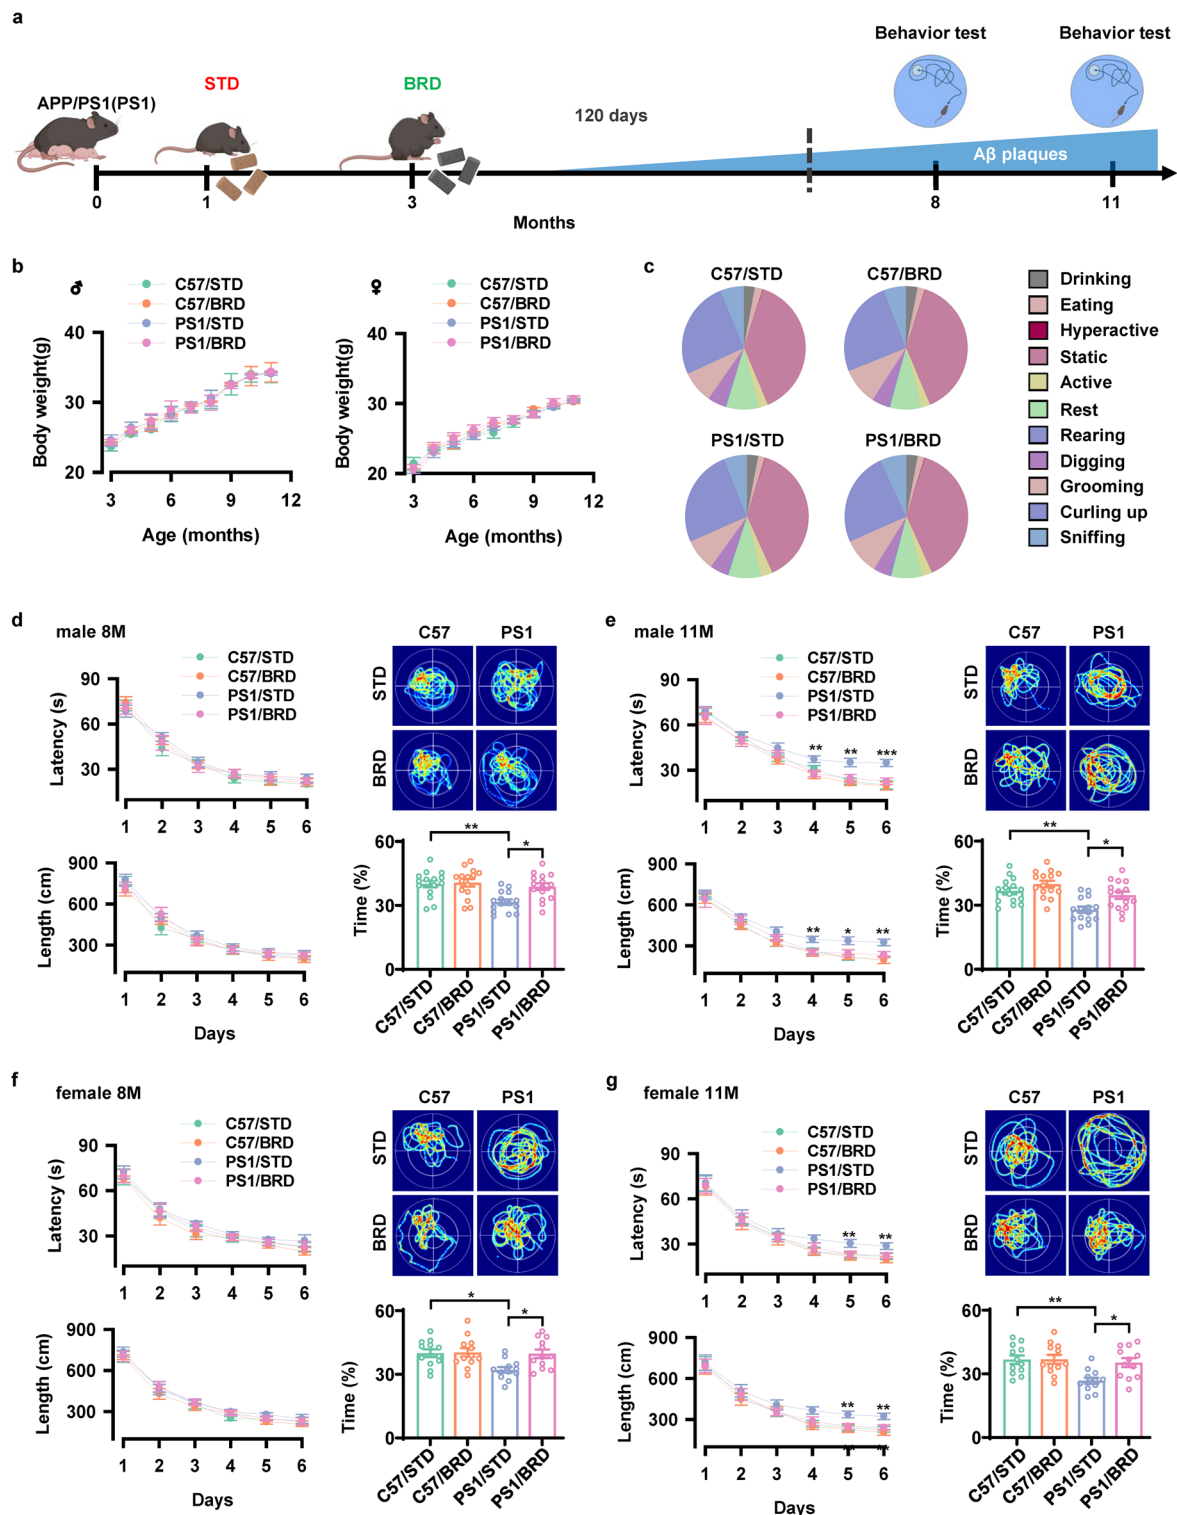 a
Behavior test
Behavior test
STD
BRD
APP/PS1(PS1)
120 days
Aβ plaques
0
1
3
8
11
Months
b
♂
C57/STD
C57/BRD
PS1/STD
PS1/BRD
Body weight(g)
40
30
20
3
6
9
12
Age (months)
♀
C57/STD
C57/BRD
PS1/STD
PS1/BRD
Body weight(g)
40
30
20
3
6
9
12
Age (months)
c
C57/STD
C57/BRD
PS1/STD
PS1/BRD
Drinking
Eating
Hyperactive
Static
Active
Rest
Rearing
Digging
Grooming
Curling up
Sniffing
d
male 8M
C57/STD
C57/BRD
PS1/STD
PS1/BRD
Latency (s)
90
60
30
1 2 3 4 5 6
Length (cm)
900
600
300
1 2 3 4 5 6
Days
C57
PS1
STD
BRD
Time (%)
60
30
0
**
*
C57/STD
C57/BRD
PS1/STD
PS1/BRD
e
male 11M
C57/STD
C57/BRD
PS1/STD
PS1/BRD
Latency (s)
90
60
30
** ** ***
1 2 3 4 5 6
Length (cm)
900
600
300
** * **
1 2 3 4 5 6
Days
C57
PS1
STD
BRD
Time (%)
60
30
0
**
*
C57/STD
C57/BRD
PS1/STD
PS1/BRD
f
female 8M
C57/STD
C57/BRD
PS1/STD
PS1/BRD
Latency (s)
90
60
30
1 2 3 4 5 6
Length (cm)
900
600
300
1 2 3 4 5 6
Days
C57
PS1
STD
BRD
Time (%)
60
30
0
*
*
C57/STD
C57/BRD
PS1/STD
PS1/BRD
g
female 11M
C57/STD
C57/BRD
PS1/STD
PS1/BRD
Latency (s)
90
60
30
** **
1 2 3 4 5 6
Length (cm)
900
600
300
** **
** **
1 2 3 4 5 6
Days
C57
PS1
STD
BRD
Time (%)
60
30
0
**
*
C57/STD
C57/BRD
PS1/STD
PS1/BRD